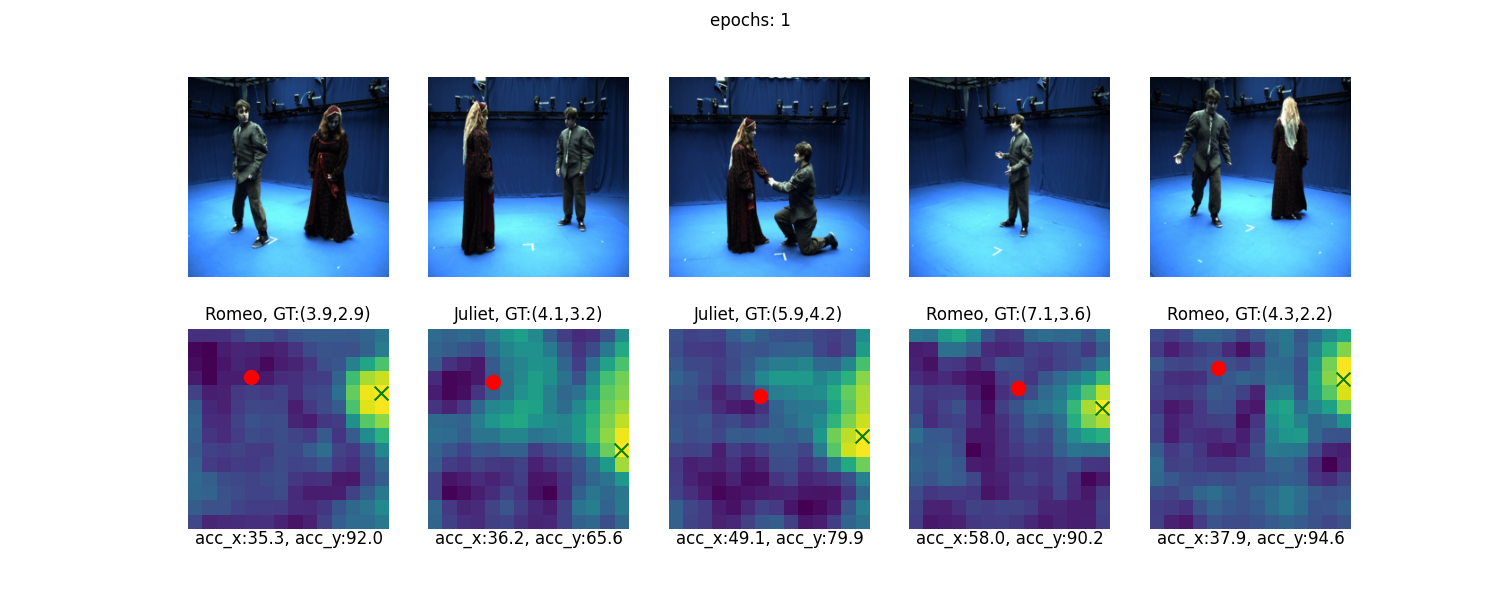 epochs: 1
Romeo, GT:(3.9,2.9)
Juliet, GT:(4.1,3.2)
Juliet, GT:(5.9,4.2)
Romeo, GT:(7.1,3.6)
Romeo, GT:(4.3,2.2)
acc_x:35.3, acc_y:92.0
acc_x:36.2, acc_y:65.6
acc_x:49.1, acc_y:79.9
acc_x:58.0, acc_y:90.2
acc_x:37.9, acc_y:94.6